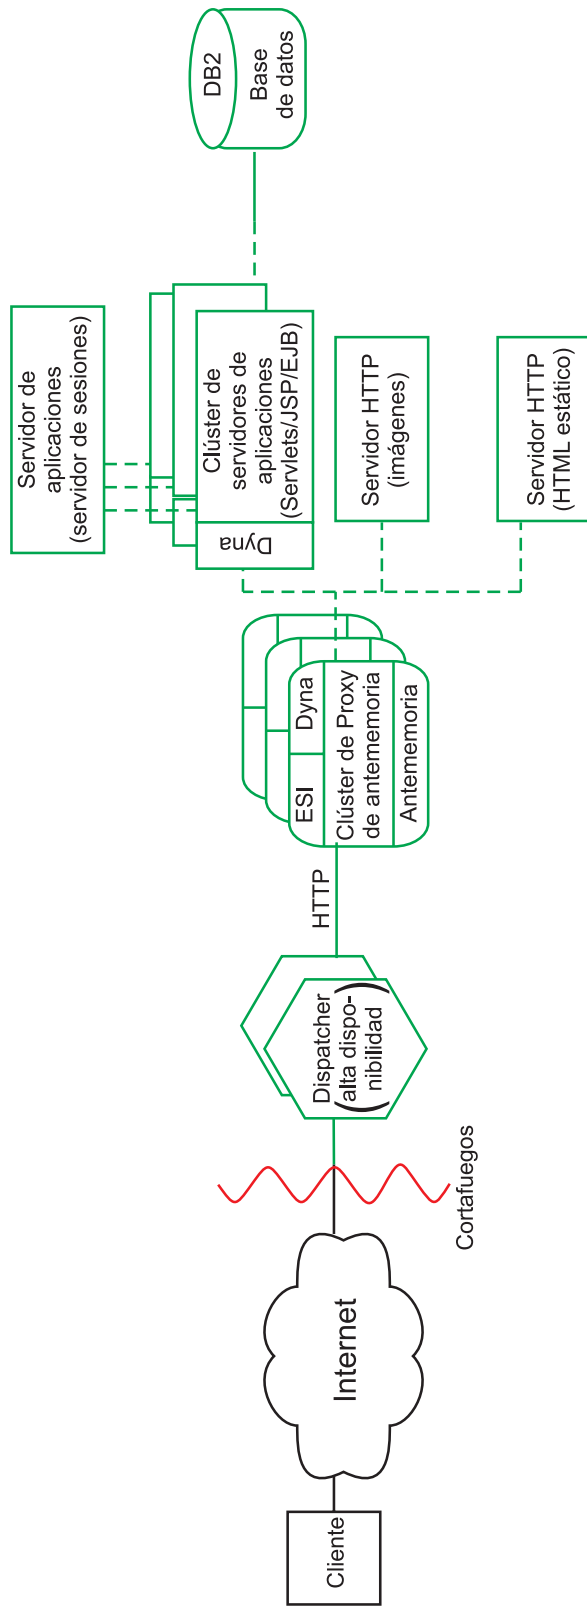 Cliente
Internet
Cortafuegos
Dispatcher
(alta dispo-
nibilidad)
HTTP
ESI
Dyna
Clúster de Proxy
de antememoria
Antememoria
Servidor de
aplicaciones
(servidor de sesiones)
Dyna
Clúster de
servidores de
aplicaciones
(Servlets/JSP/EJB)
Servidor HTTP
(imágenes)
Servidor HTTP
(HTML estático)
DB2
Base
de datos